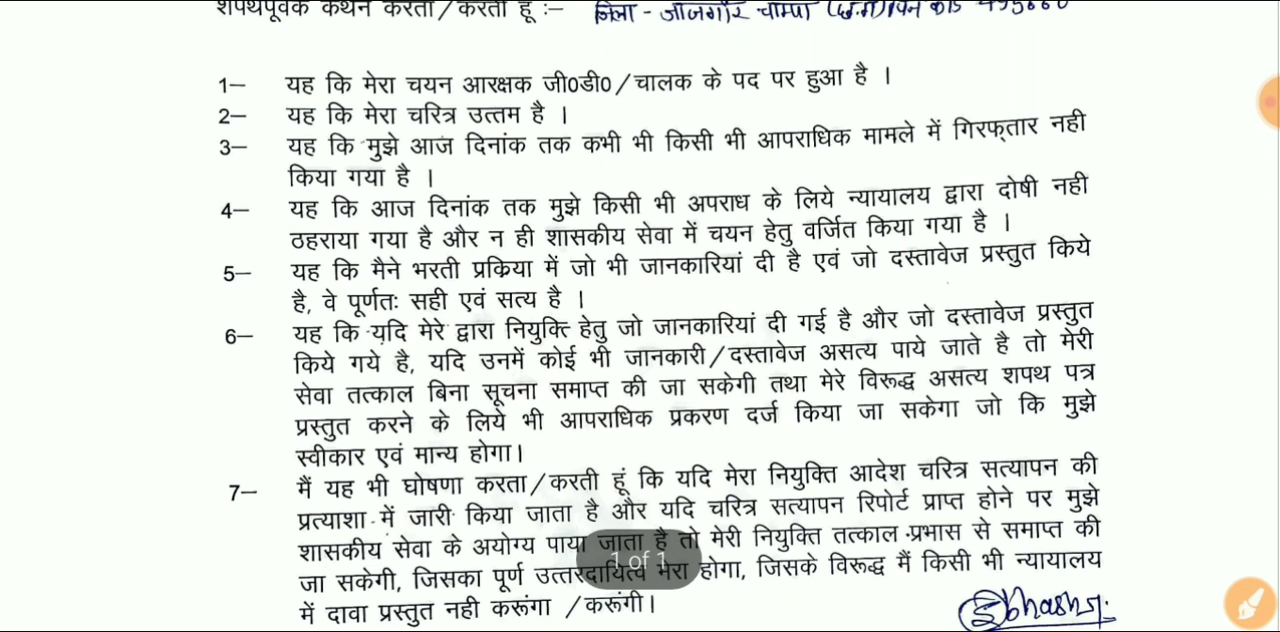 शपथपूर्वक कथन करता/करती हूं :— जिला - जांजगीर चाम्पा (छ.ग.) पिन कोड 495660
1— यह कि मेरा चयन आरक्षक जी0डी0/चालक के पद पर हुआ है ।
2— यह कि मेरा चरित्र उत्तम है ।
3— यह कि मुझे आज दिनांक तक कभी भी किसी भी आपराधिक मामले में गिरफ्तार नही
किया गया है ।
4— यह कि आज दिनांक तक मुझे किसी भी अपराध के लिये न्यायालय द्वारा दोषी नही
ठहराया गया है और न ही शासकीय सेवा में चयन हेतु वर्जित किया गया है ।
5— यह कि मैने भरती प्रकिया में जो भी जानकारियां दी है एवं जो दस्तावेज प्रस्तुत किये
है, वे पूर्णतः सही एवं सत्य है ।
6— यह कि यदि मेरे द्वारा नियुक्ति हेतु जो जानकारियां दी गई है और जो दस्तावेज प्रस्तुत
किये गये है, यदि उनमें कोई भी जानकारी/दस्तावेज असत्य पाये जाते है तो मेरी
सेवा तत्काल बिना सूचना समाप्त की जा सकेगी तथा मेरे विरूद्ध असत्य शपथ पत्र
प्रस्तुत करने के लिये भी आपराधिक प्रकरण दर्ज किया जा सकेगा जो कि मुझे
स्वीकार एवं मान्य होगा।
7— मैं यह भी घोषणा करता/करती हूं कि यदि मेरा नियुक्ति आदेश चरित्र सत्यापन की
प्रत्याशा में जारी किया जाता है और यदि चरित्र सत्यापन रिपोर्ट प्राप्त होने पर मुझे
शासकीय सेवा के अयोग्य पाया जाता है तो मेरी नियुक्ति तत्काल प्रभास से समाप्त की
1 of 1
जा सकेगी, जिसका पूर्ण उत्तरदायित्व मेरा होगा, जिसके विरूद्ध मैं किसी भी न्यायालय
में दावा प्रस्तुत नही करूंगा /करूंगी।